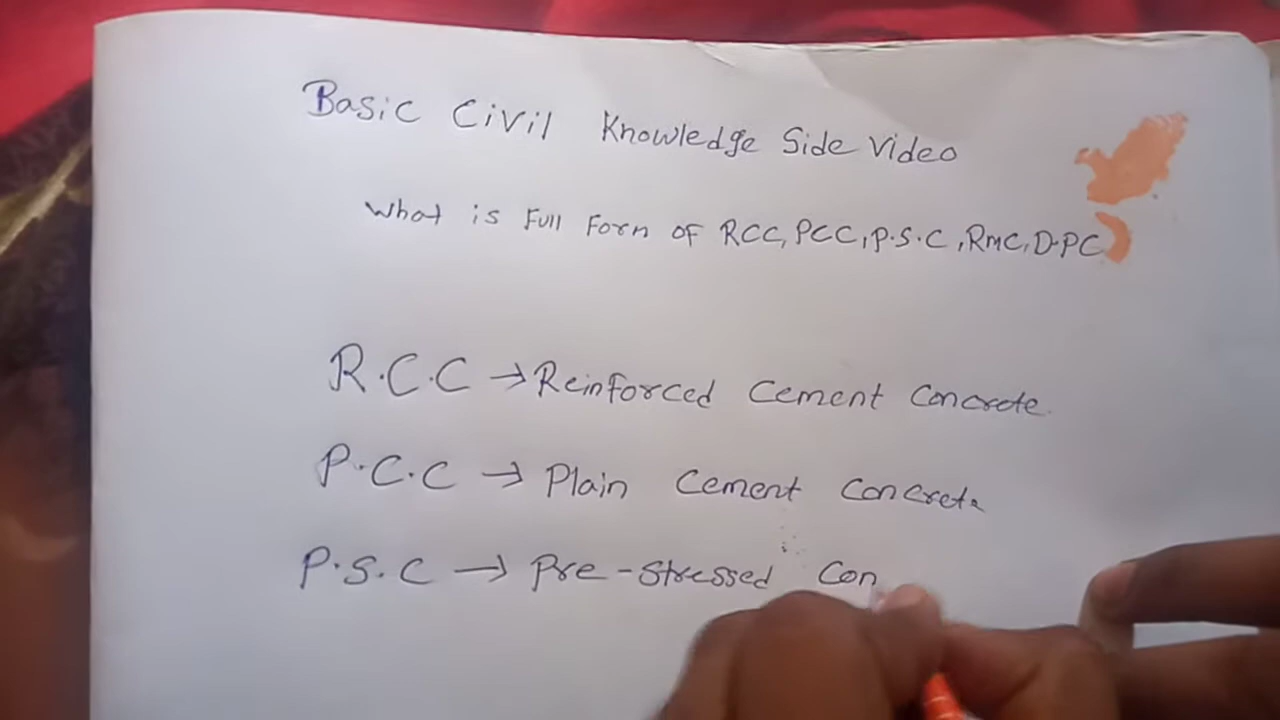 Basic Civil Knowledge Side Video
What is Full Form of RCC, PCC, P.S.C, RMC, D.PC
R.C.C → Reinforced Cement Concrete.
P.C.C → Plain Cement Concrete
P.S.C → Pre-Stressed Con